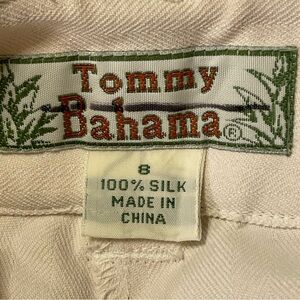 Tommy
Bahama®
8
100% SILK
MADE IN
CHINA